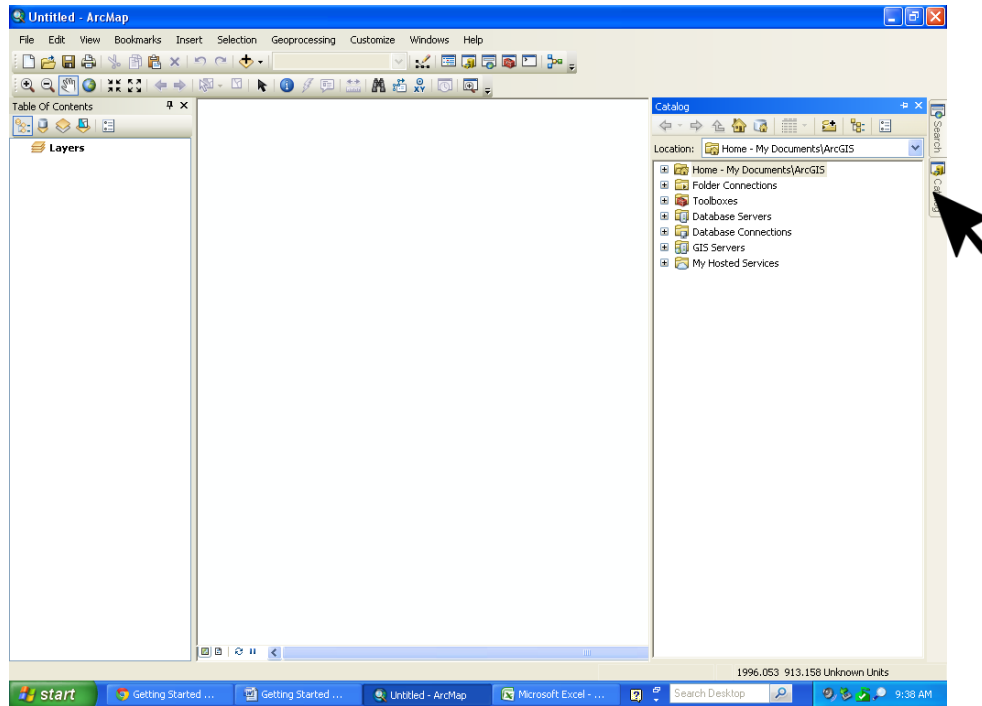 Untitled - ArcMap
File Edit View Bookmarks Insert Selection Geoprocessing Customize Windows Help
Table Of Contents
Layers
Catalog
Location: Home - My Documents\ArcGIS
Home - My Documents\ArcGIS
Folder Connections
Toolboxes
Database Servers
Database Connections
GIS Servers
My Hosted Services
Search
1996.053 913.158 Unknown Units
start Getting Started ... Getting Started ... Untitled - ArcMap Microsoft Excel - ... Search Desktop 9:38 AM